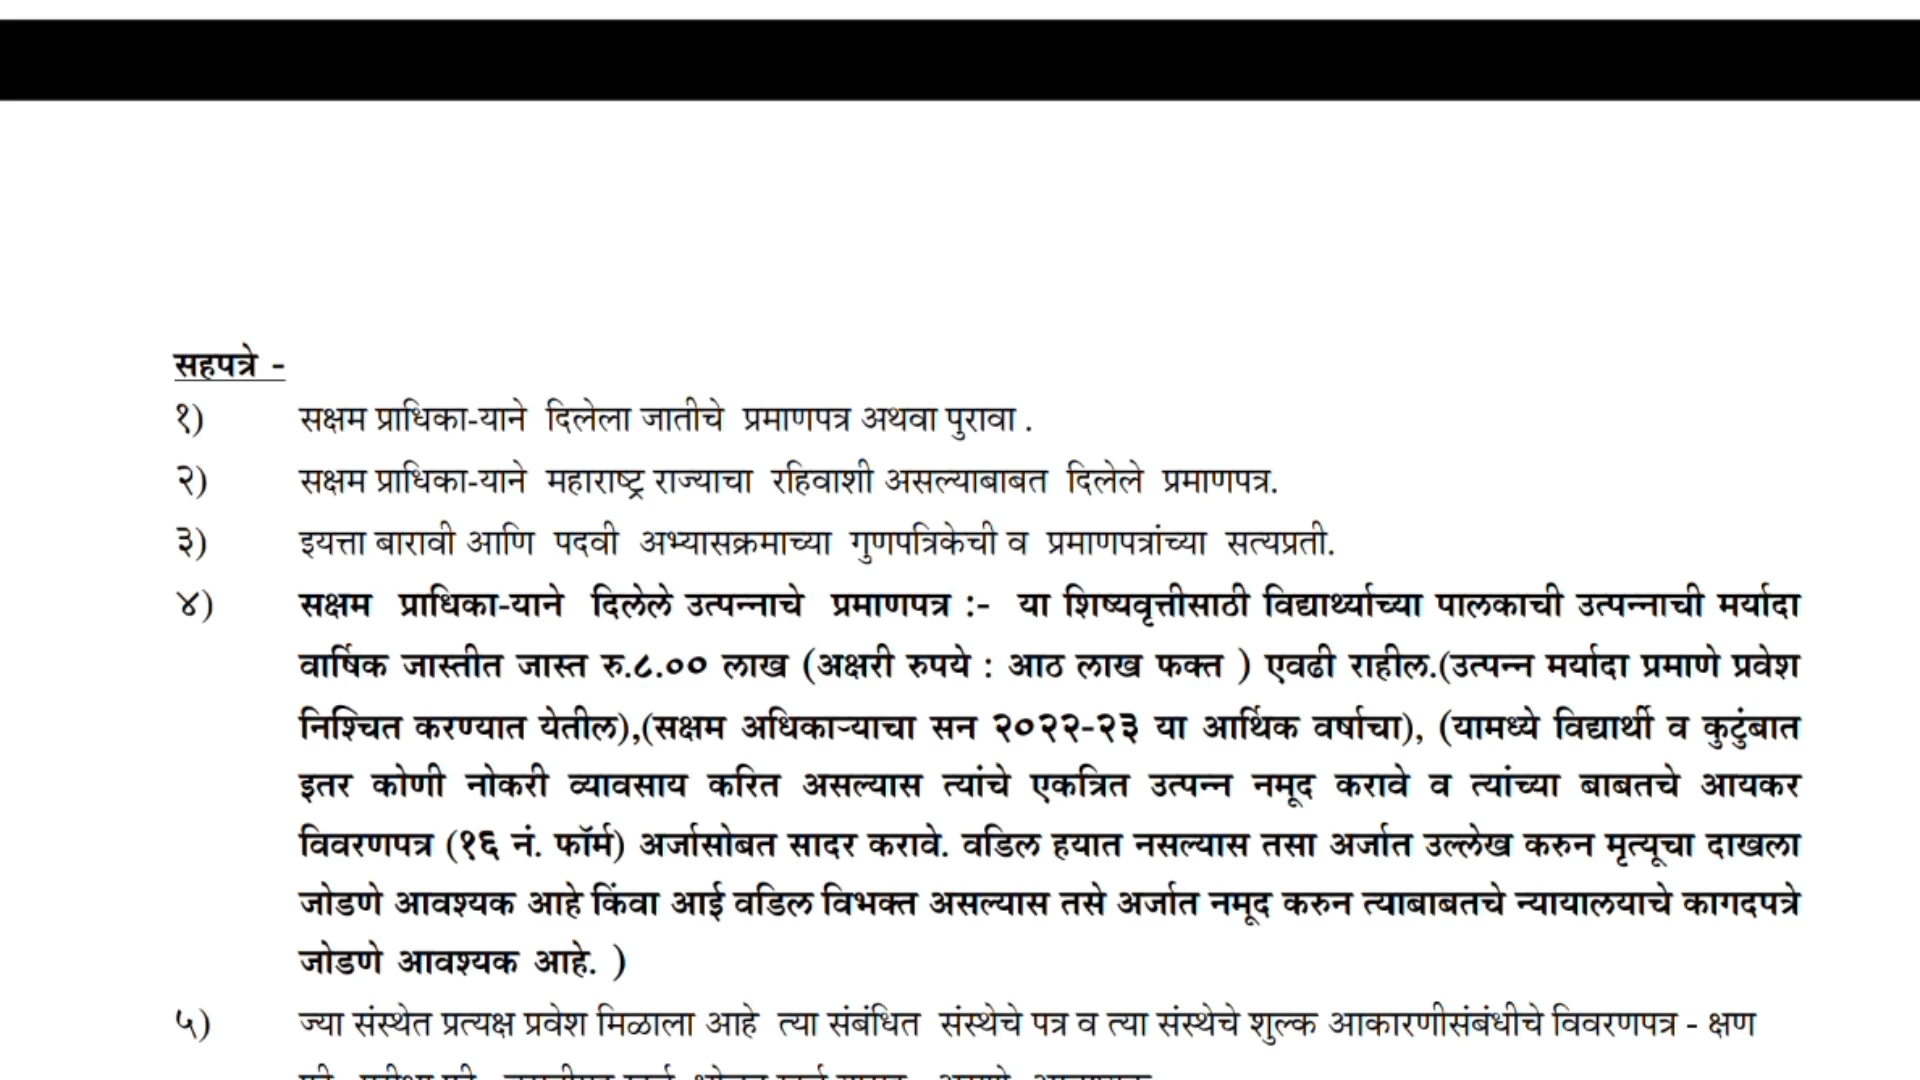 सहपत्रे -
१) सक्षम प्राधिका-याने दिलेला जातीचे प्रमाणपत्र अथवा पुरावा .
२) सक्षम प्राधिका-याने महाराष्ट्र राज्याचा रहिवाशी असल्याबाबत दिलेले प्रमाणपत्र.
३) इयत्ता बारावी आणि पदवी अभ्यासक्रमाच्या गुणपत्रिकेची व प्रमाणपत्रांच्या सत्यप्रती.
४) सक्षम प्राधिका-याने दिलेले उत्पन्नाचे प्रमाणपत्र :- या शिष्यवृत्तीसाठी विद्यार्थ्याच्या पालकाची उत्पन्नाची मर्यादा
वार्षिक जास्तीत जास्त रु.८.०० लाख (अक्षरी रुपये : आठ लाख फक्त ) एवढी राहील.(उत्पन्न मर्यादा प्रमाणे प्रवेश
निश्चित करण्यात येतील),(सक्षम अधिकाऱ्याचा सन २०२२-२३ या आर्थिक वर्षाचा), (यामध्ये विद्यार्थी व कुटुंबात
इतर कोणी नोकरी व्यावसाय करित असल्यास त्यांचे एकत्रित उत्पन्न नमूद करावे व त्यांच्या बाबतचे आयकर
विवरणपत्र (१६ नं. फॉर्म) अर्जासोबत सादर करावे. वडिल हयात नसल्यास तसा अर्जात उल्लेख करुन मृत्यूचा दाखला
जोडणे आवश्यक आहे किंवा आई वडिल विभक्त असल्यास तसे अर्जात नमूद करुन त्याबाबतचे न्यायालयाचे कागदपत्रे
जोडणे आवश्यक आहे. )
५) ज्या संस्थेत प्रत्यक्ष प्रवेश मिळाला आहे त्या संबंधित संस्थेचे पत्र व त्या संस्थेचे शुल्क आकारणीसंबंधीचे विवरणपत्र - क्षण